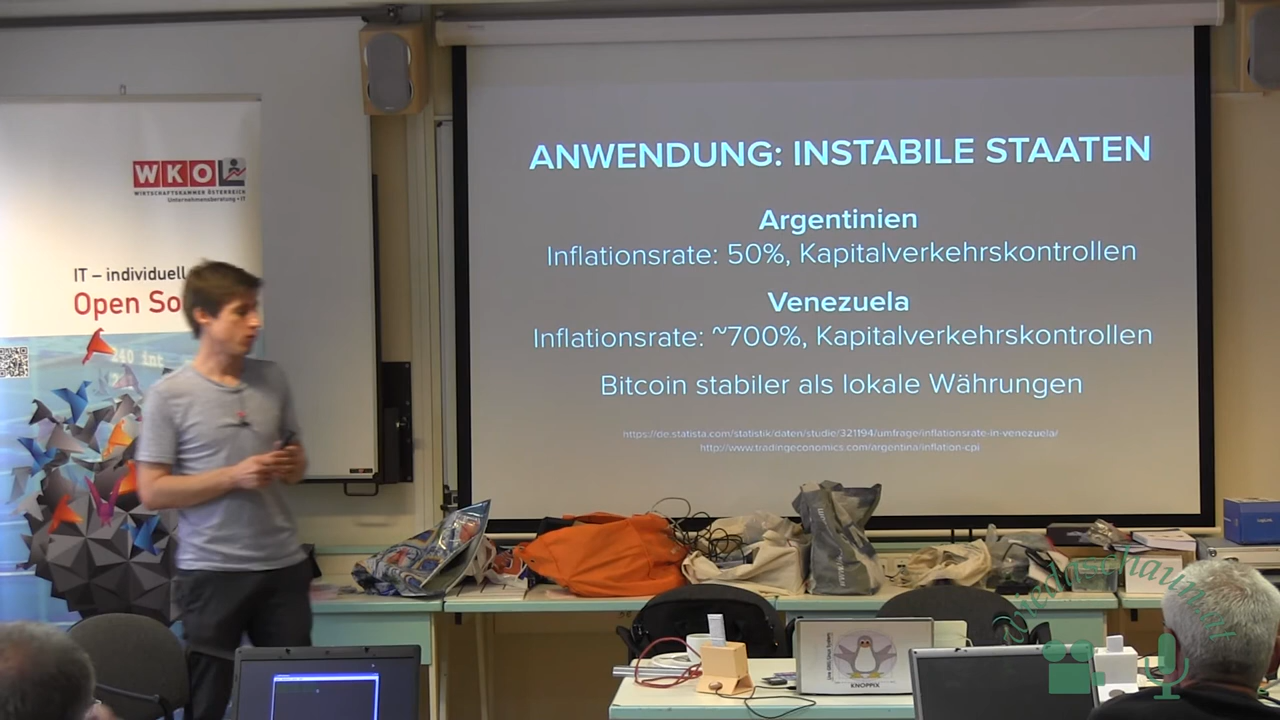 WKO
WIRTSCHAFTSKAMMER ÖSTERREICH
Unternehmensberatung • IT
IT – individuell
Open So
240 int
ANWENDUNG: INSTABILE STAATEN
Argentinien
Inflationsrate: 50%, Kapitalverkehrskontrollen
Venezuela
Inflationsrate: ~700%, Kapitalverkehrskontrollen
Bitcoin stabiler als lokale Währungen
https://de.statista.com/statistik/daten/studie/321194/umfrage/inflationsrate-in-venezuela/
http://www.tradingeconomics.com/argentina/inflation-cpi
KNOPPIX